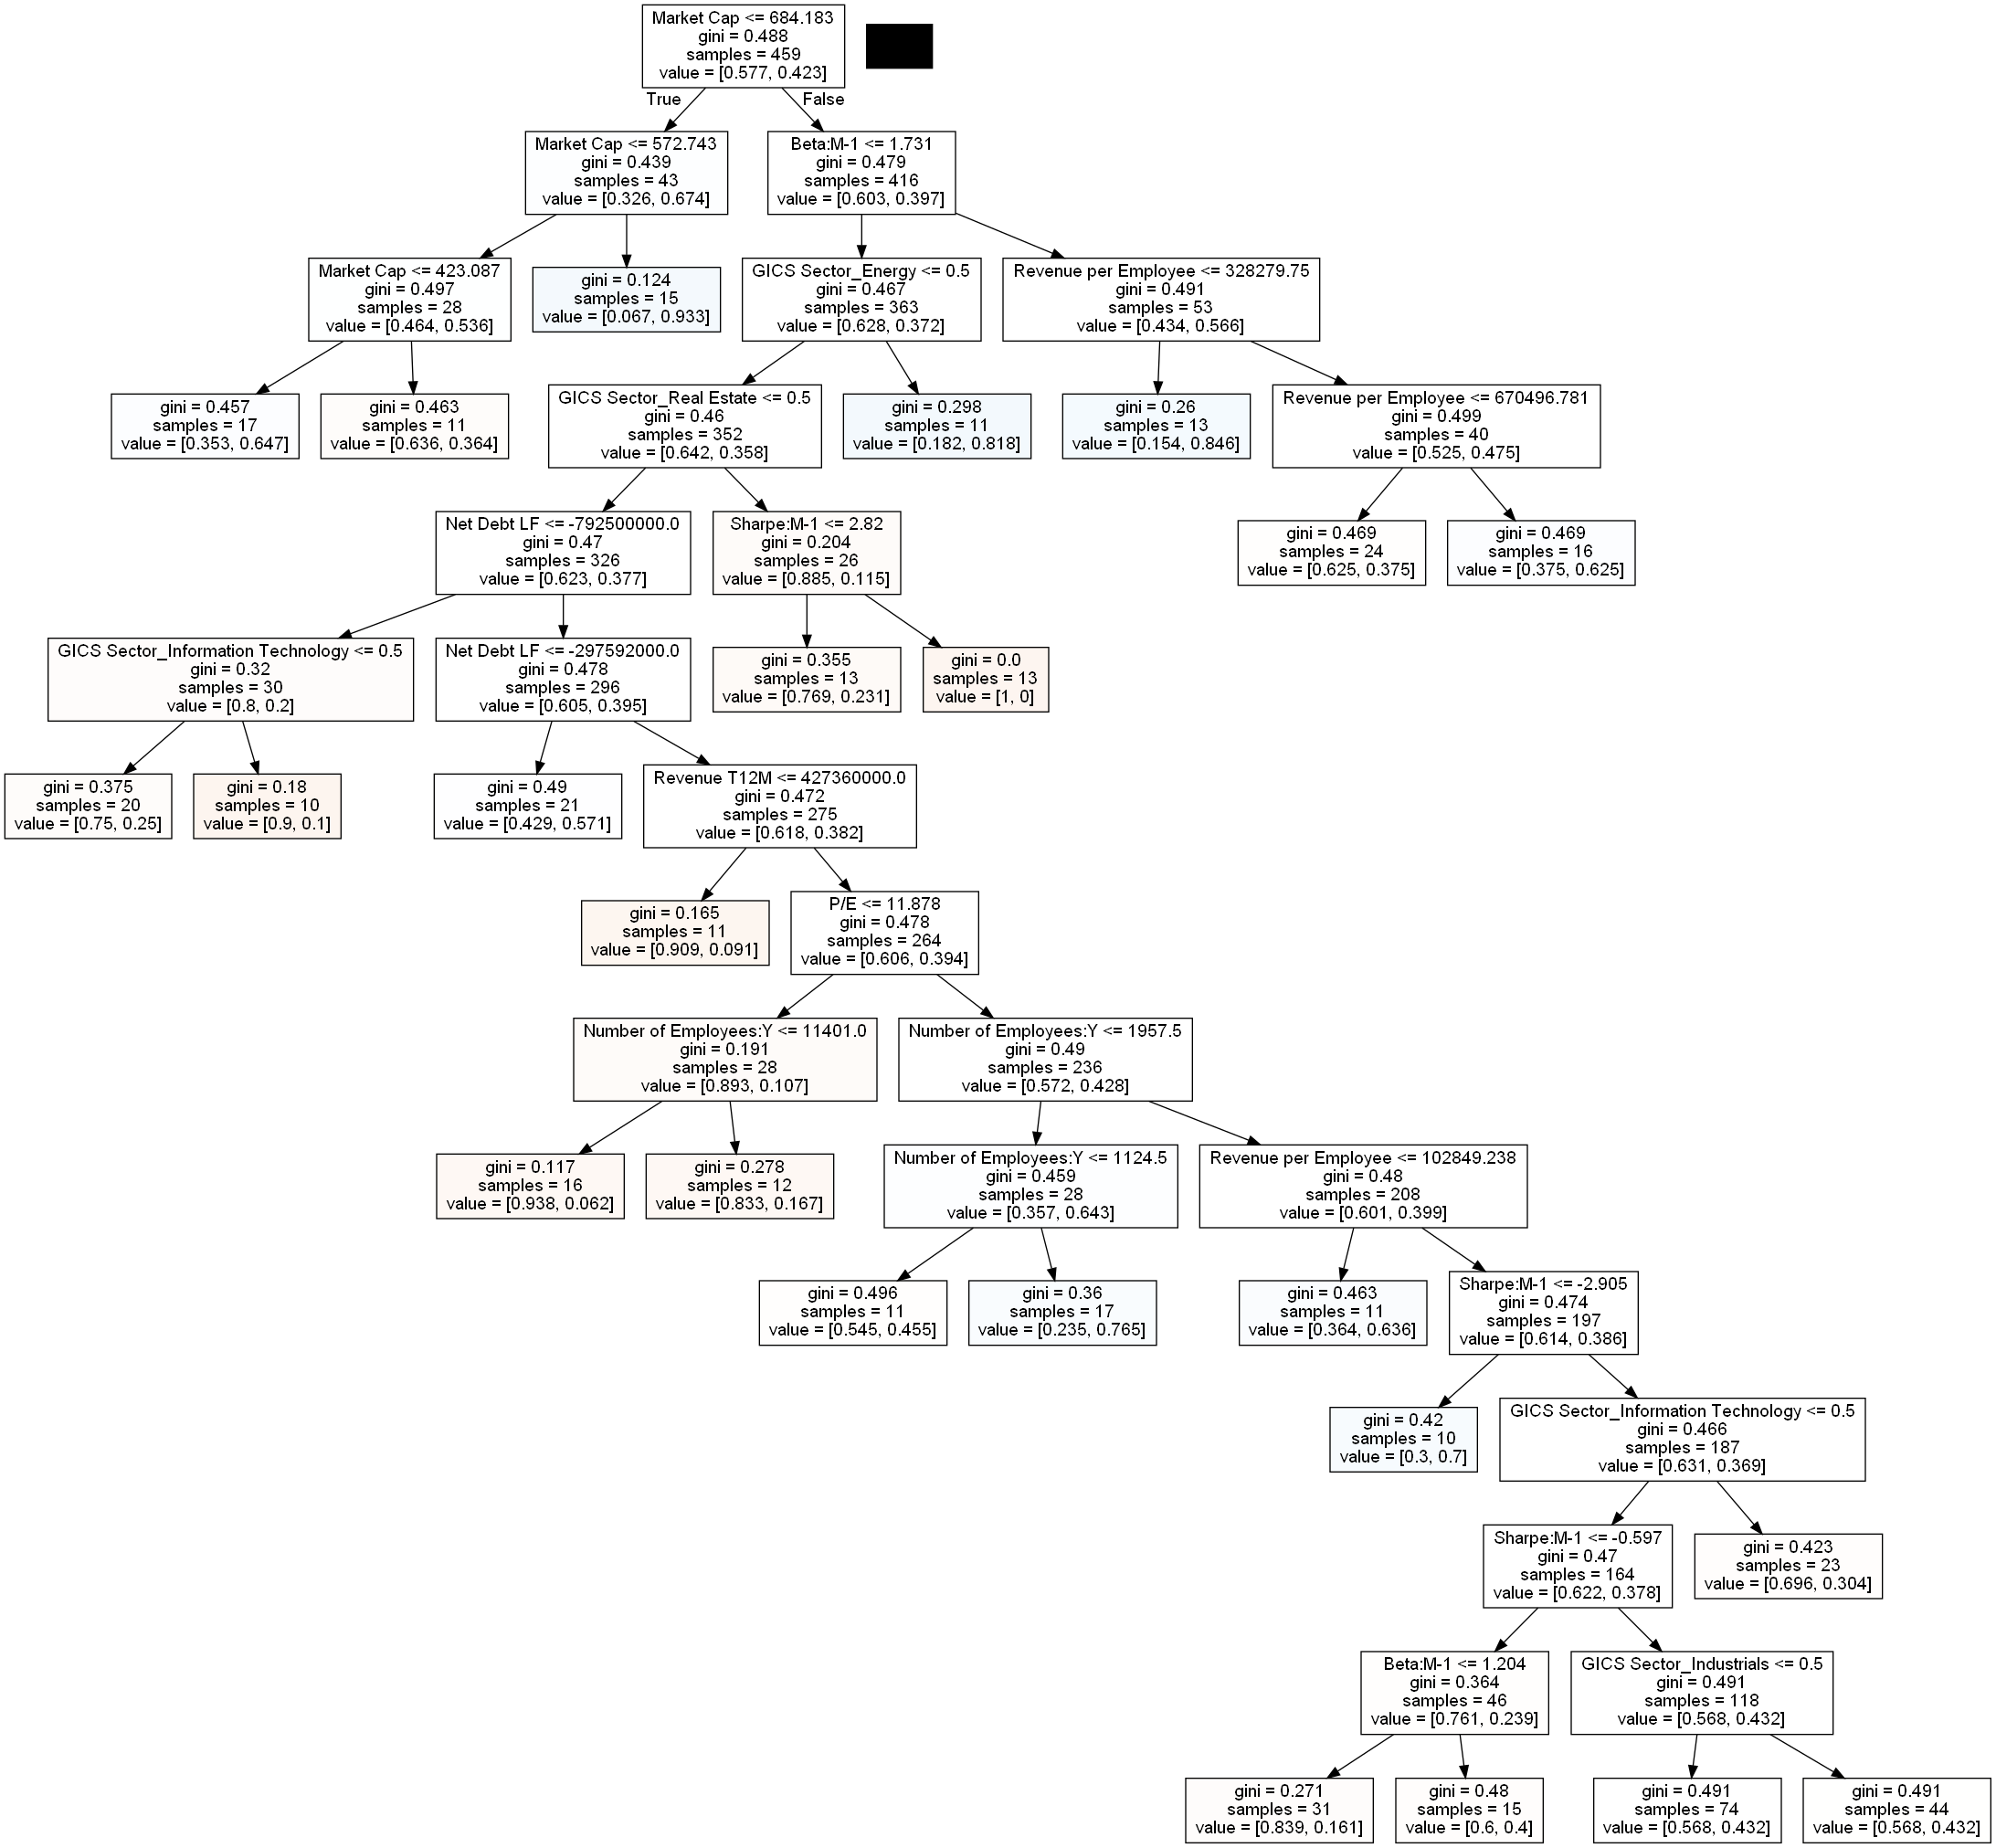 Market Cap <= 684.183
gini = 0.488
samples = 459
value = [0.577, 0.423]
True
False
Market Cap <= 572.743
gini = 0.439
samples = 43
value = [0.326, 0.674]
Beta:M-1 <= 1.731
gini = 0.479
samples = 416
value = [0.603, 0.397]
Market Cap <= 423.087
gini = 0.497
samples = 28
value = [0.464, 0.536]
gini = 0.124
samples = 15
value = [0.067, 0.933]
GICS Sector_Energy <= 0.5
gini = 0.467
samples = 363
value = [0.628, 0.372]
Revenue per Employee <= 328279.75
gini = 0.491
samples = 53
value = [0.434, 0.566]
gini = 0.457
samples = 17
value = [0.353, 0.647]
gini = 0.463
samples = 11
value = [0.636, 0.364]
GICS Sector_Real Estate <= 0.5
gini = 0.46
samples = 352
value = [0.642, 0.358]
gini = 0.298
samples = 11
value = [0.182, 0.818]
gini = 0.26
samples = 13
value = [0.154, 0.846]
Revenue per Employee <= 670496.781
gini = 0.499
samples = 40
value = [0.525, 0.475]
Net Debt LF <= -792500000.0
gini = 0.47
samples = 326
value = [0.623, 0.377]
Sharpe:M-1 <= 2.82
gini = 0.204
samples = 26
value = [0.885, 0.115]
gini = 0.469
samples = 24
value = [0.625, 0.375]
gini = 0.469
samples = 16
value = [0.375, 0.625]
GICS Sector_Information Technology <= 0.5
gini = 0.32
samples = 30
value = [0.8, 0.2]
Net Debt LF <= -297592000.0
gini = 0.478
samples = 296
value = [0.605, 0.395]
gini = 0.355
samples = 13
value = [0.769, 0.231]
gini = 0.0
samples = 13
value = [1, 0]
gini = 0.375
samples = 20
value = [0.75, 0.25]
gini = 0.18
samples = 10
value = [0.9, 0.1]
gini = 0.49
samples = 21
value = [0.429, 0.571]
Revenue T12M <= 427360000.0
gini = 0.472
samples = 275
value = [0.618, 0.382]
gini = 0.165
samples = 11
value = [0.909, 0.091]
P/E <= 11.878
gini = 0.478
samples = 264
value = [0.606, 0.394]
Number of Employees:Y <= 11401.0
gini = 0.191
samples = 28
value = [0.893, 0.107]
Number of Employees:Y <= 1957.5
gini = 0.49
samples = 236
value = [0.572, 0.428]
gini = 0.117
samples = 16
value = [0.938, 0.062]
gini = 0.278
samples = 12
value = [0.833, 0.167]
Number of Employees:Y <= 1124.5
gini = 0.459
samples = 28
value = [0.357, 0.643]
Revenue per Employee <= 102849.238
gini = 0.48
samples = 208
value = [0.601, 0.399]
gini = 0.496
samples = 11
value = [0.545, 0.455]
gini = 0.36
samples = 17
value = [0.235, 0.765]
gini = 0.463
samples = 11
value = [0.364, 0.636]
Sharpe:M-1 <= -2.905
gini = 0.474
samples = 197
value = [0.614, 0.386]
gini = 0.42
samples = 10
value = [0.3, 0.7]
GICS Sector_Information Technology <= 0.5
gini = 0.466
samples = 187
value = [0.631, 0.369]
Sharpe:M-1 <= -0.597
gini = 0.47
samples = 164
value = [0.622, 0.378]
gini = 0.423
samples = 23
value = [0.696, 0.304]
Beta:M-1 <= 1.204
gini = 0.364
samples = 46
value = [0.761, 0.239]
GICS Sector_Industrials <= 0.5
gini = 0.491
samples = 118
value = [0.568, 0.432]
gini = 0.271
samples = 31
value = [0.839, 0.161]
gini = 0.48
samples = 15
value = [0.6, 0.4]
gini = 0.491
samples = 74
value = [0.568, 0.432]
gini = 0.491
samples = 44
value = [0.568, 0.432]